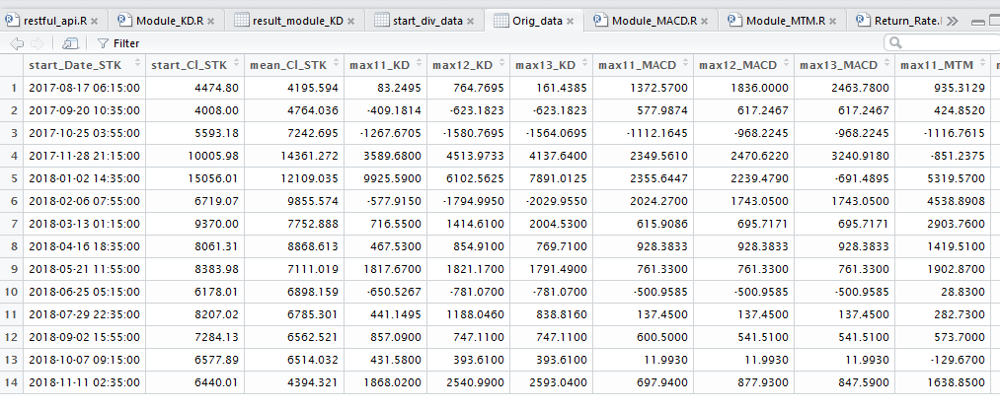 restful_api.R × Module_KD.R × result_module_KD × start_div_data × Orig_data × Module_MACD.R × Module_MTM.R × Return_Rate.
Filter
start_Date_STK start_Cl_STK mean_Cl_STK max11_KD max12_KD max13_KD max11_MACD max12_MACD max13_MACD max11_MTM
1 2017-08-17 06:15:00 4474.80 4195.594 83.2495 764.7695 161.4385 1372.5700 1836.0000 2463.7800 935.3129
2 2017-09-20 10:35:00 4008.00 4764.036 -409.1814 -623.1823 -623.1823 577.9874 617.2467 617.2467 424.8520
3 2017-10-25 03:55:00 5593.18 7242.695 -1267.6705 -1580.7695 -1564.0695 -1112.1645 -968.2245 -968.2245 -1116.7615
4 2017-11-28 21:15:00 10005.98 14361.272 3589.6800 4513.9733 4137.6400 2349.5610 2470.6220 3240.9180 -851.2375
5 2018-01-02 14:35:00 15056.01 12109.035 9925.5900 6102.5625 7891.0125 2355.6447 2239.4790 -691.4895 5319.5700
6 2018-02-06 07:55:00 6719.07 9855.574 -577.9150 -1794.9950 -2029.9550 2024.2700 1743.0500 1743.0500 4538.8908
7 2018-03-13 01:15:00 9370.00 7752.888 716.5500 1414.6100 2004.5300 615.9086 695.7171 695.7171 2903.7600
8 2018-04-16 18:35:00 8061.31 8868.613 467.5300 854.9100 769.7100 928.3833 928.3833 928.3833 1419.5100
9 2018-05-21 11:55:00 8383.98 7111.019 1817.6700 1821.1700 1791.4900 761.3300 761.3300 761.3300 1902.8700
10 2018-06-25 05:15:00 6178.01 6898.159 -650.5267 -781.0700 -781.0700 -500.9585 -500.9585 -500.9585 28.8300
11 2018-07-29 22:35:00 8207.02 6785.301 441.1495 1188.0460 838.8160 137.4500 137.4500 137.4500 282.7300
12 2018-09-02 15:55:00 7284.13 6562.521 857.0900 747.1100 747.1100 600.5000 541.5100 541.5100 573.7000
13 2018-10-07 09:15:00 6577.89 6514.032 431.5800 393.6100 393.6100 11.9930 11.9930 11.9930 -129.6700
14 2018-11-11 02:35:00 6440.01 4394.321 1868.0200 2540.9900 2593.0400 697.9400 877.9300 847.5900 1638.8500